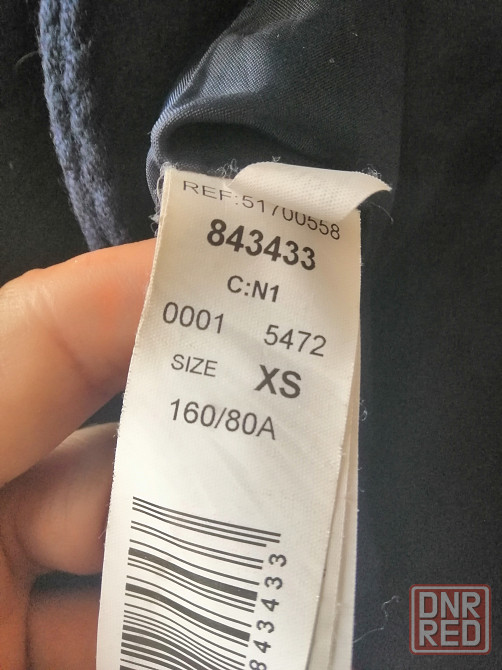 REF:51700558
843433
C:N1
0001 5472
SIZE XS
160/80A
843433
DNR
RED